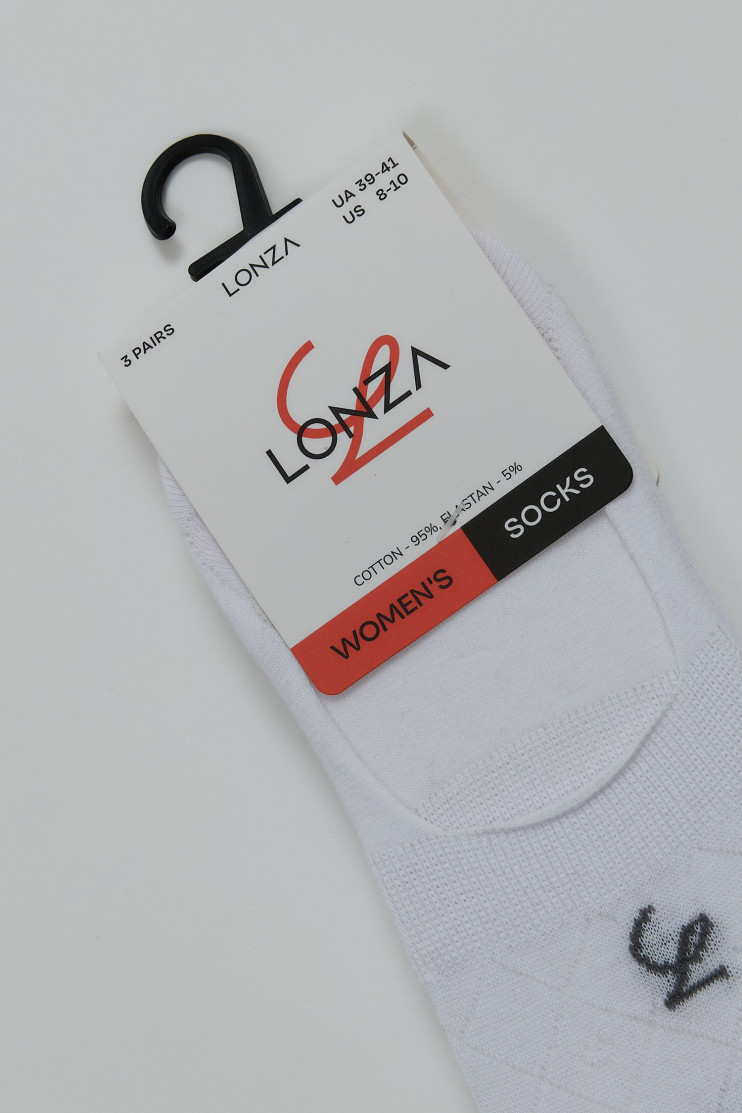 UA 39-41
US 8-10
LONZA
3 PAIRS
LONZA
COTTON - 95%, ELASTAN - 5%
WOMEN'S SOCKS